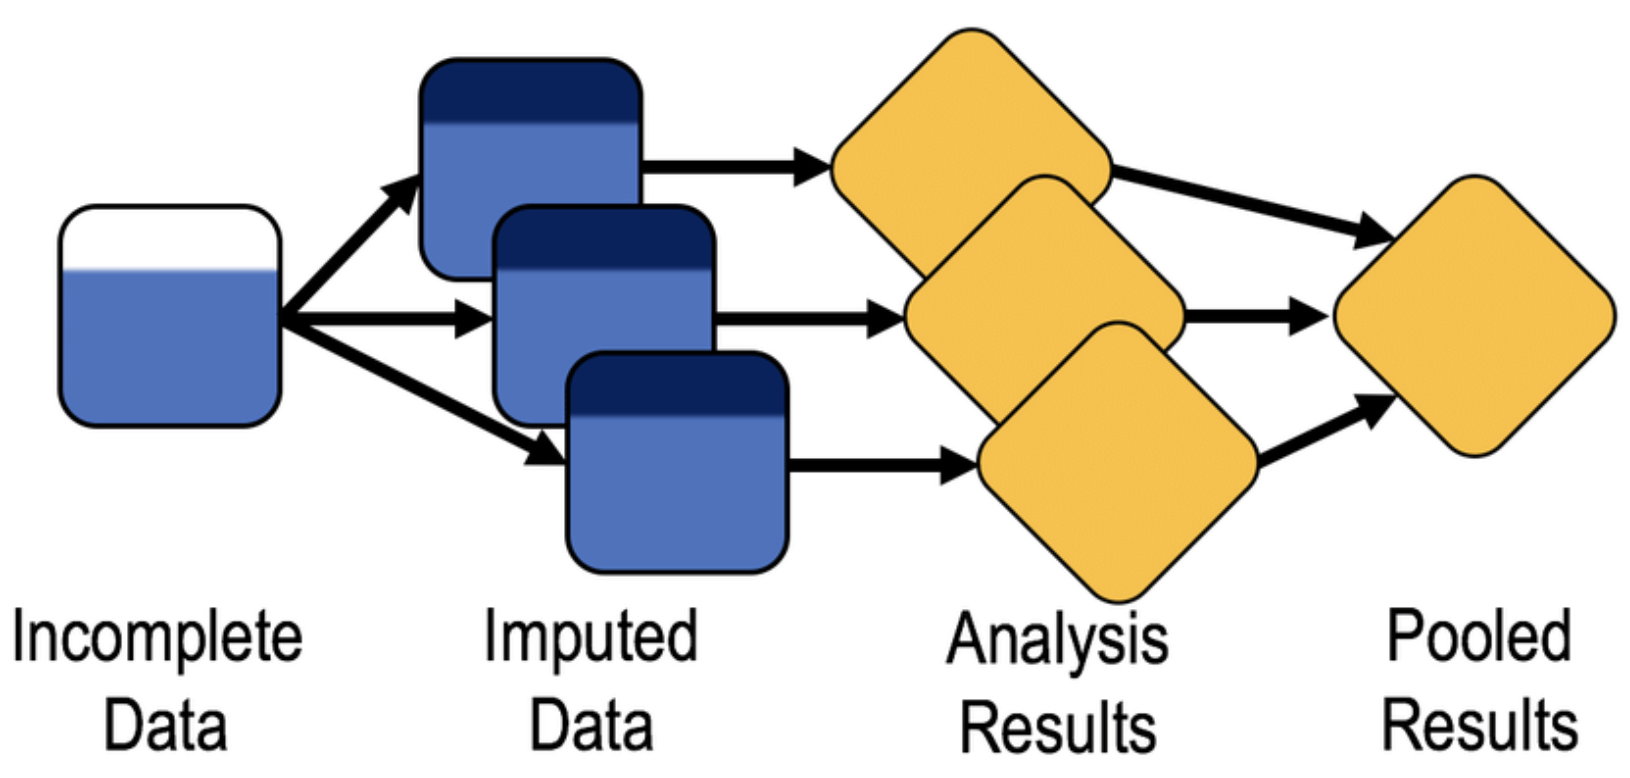 Incomplete
Data
Imputed
Data
Analysis
Results
Pooled
Results